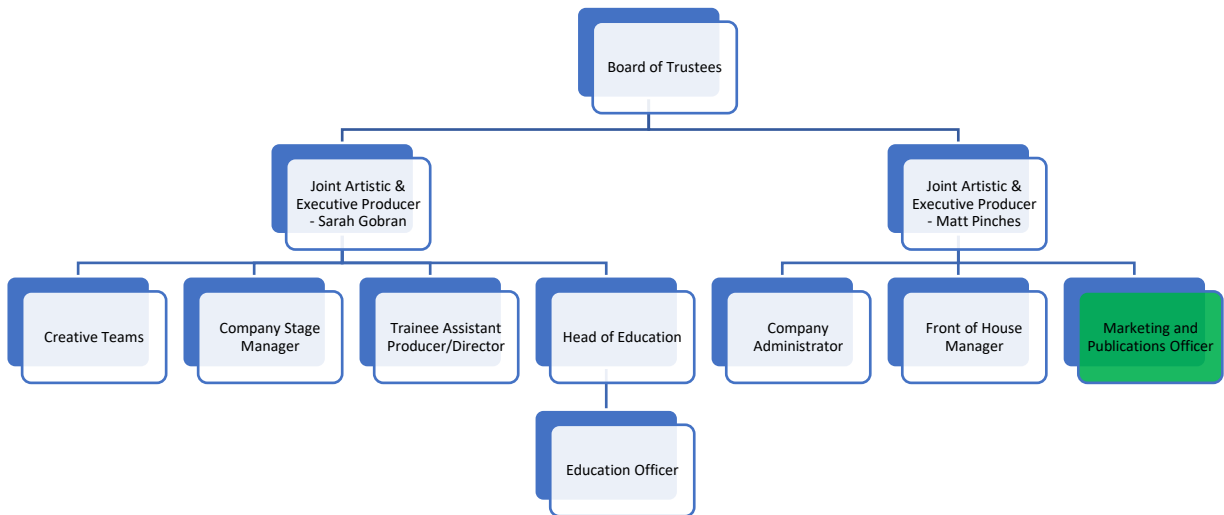 Board of Trustees
Joint Artistic &
Executive Producer
- Sarah Gobran
Joint Artistic &
Executive Producer
- Matt Pinches
Creative Teams
Company Stage
Manager
Trainee Assistant
Producer/Director
Head of Education
Company
Administrator
Front of House
Manager
Marketing and
Publications Officer
Education Officer